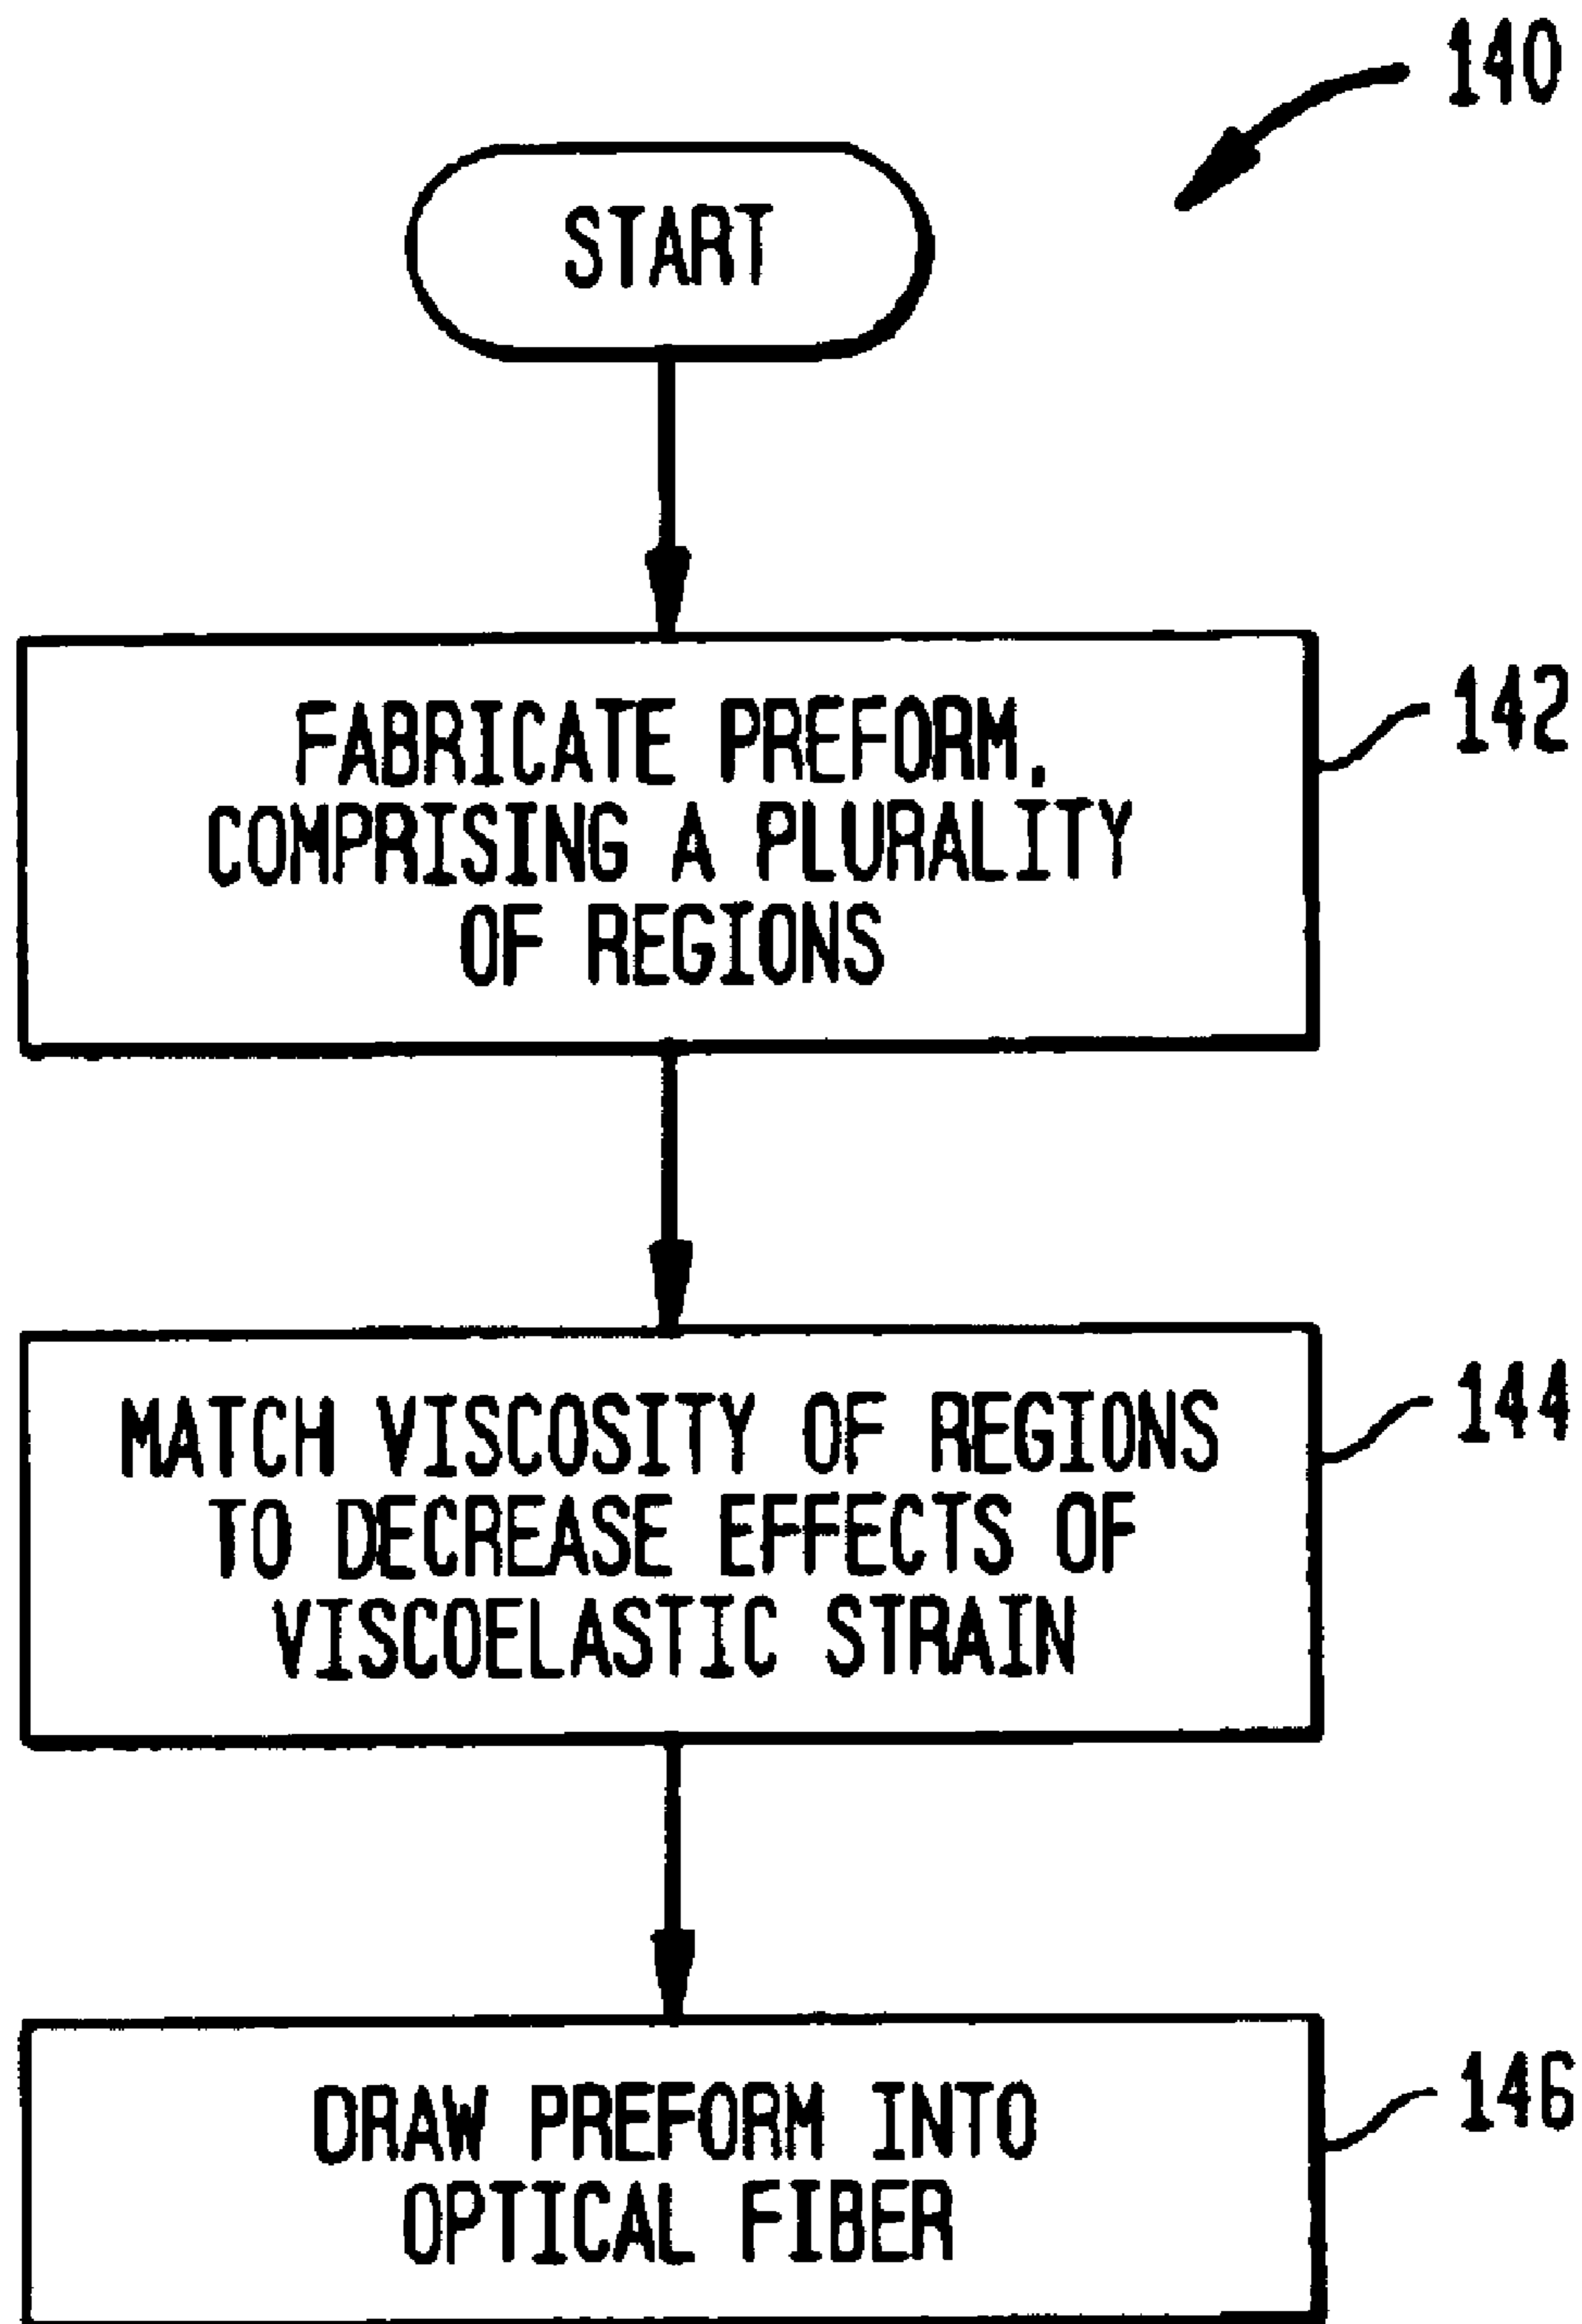 140
START
FABRICATE PREFORM,
COMPRISING A PLURALITY
OF REGIONS
142
MATCH VISCOSITY OF REGIONS
TO DECREASE EFFECTS OF
VISCOELASTIC STRAIN
144
DRAW PREFORM INTO
OPTICAL FIBER
146